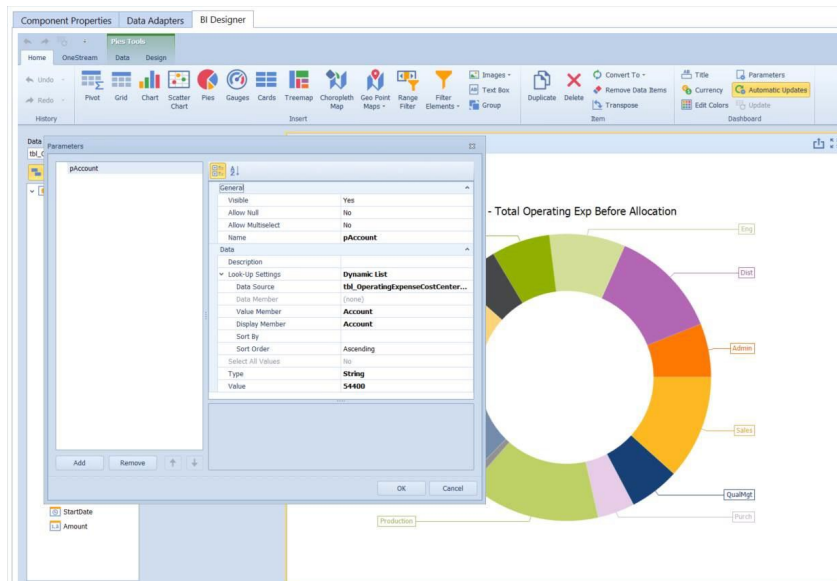 Component Properties Data Adapters BI Designer
Pies Tools
Home OneStream Data Design
Undo
Redo
History
Pivot Grid Chart Scatter Chart Pies Gauges Cards Treemap Choropleth Map Geo Point Maps Range Filter Filter Elements
Images
Text Box
Group
Insert
Duplicate Delete
Convert To
Remove Data Items
Transpose
Item
Title Parameters
Currency Automatic Updates
Edit Colors Update
Dashboard
Data
Parameters
pAccount
General
Visible Yes
Allow Null No
Allow Multiselect No
Name pAccount
Data
Description
Look-Up Settings Dynamic List
Data Source tbl_OperatingExpenseCostCenter...
Data Member (none)
Value Member Account
Display Member Account
Sort By
Sort Order Ascending
Select All Values No
Type String
Value 54400
Add Remove
OK Cancel
StartDate
Amount
- Total Operating Exp Before Allocation
Eng
Dist
Admin
Sales
QualMgt
Purch
Production